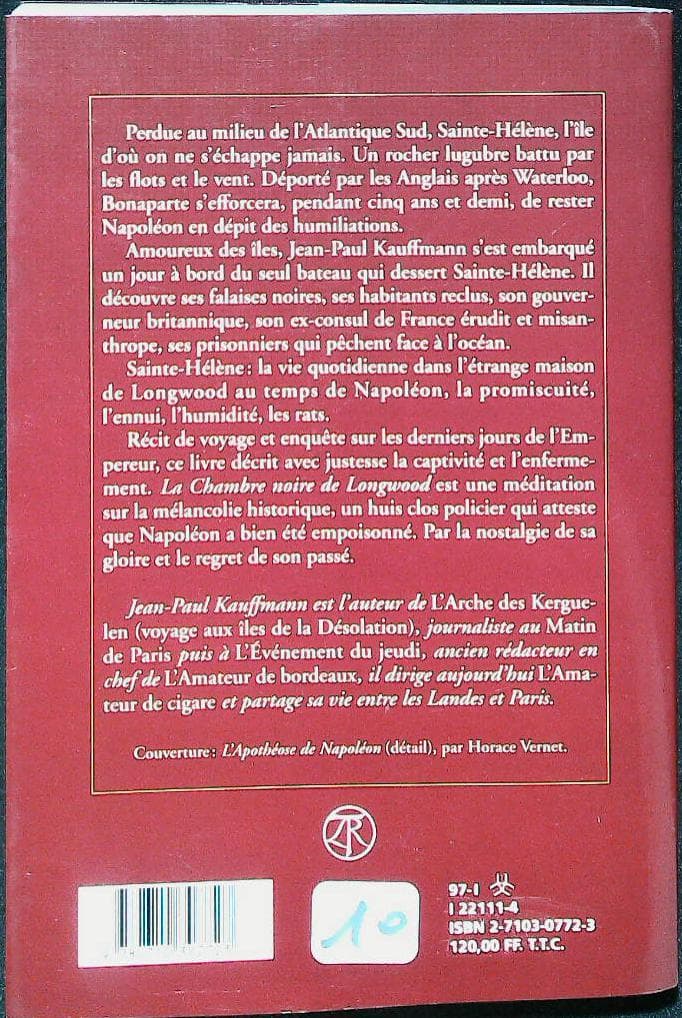 Perdue au milieu de l'Atlantique Sud, Sainte-Hélène, l'île
d'où on ne s'échappe jamais. Un rocher lugubre battu par
les flots et le vent. Déporté par les Anglais après Waterloo,
Bonaparte s'efforcera, pendant cinq ans et demi, de rester
Napoléon en dépit des humiliations.
Amoureux des îles, Jean-Paul Kauffmann s'est embarqué
un jour à bord du seul bateau qui dessert Sainte-Hélène. Il
découvre ses falaises noires, ses habitants reclus, son gouver-
neur britannique, son ex-consul de France érudit et misan-
thrope, ses prisonniers qui pêchent face à l'océan.
Sainte-Hélène : la vie quotidienne dans l'étrange maison
de Longwood au temps de Napoléon, la promiscuité,
l'ennui, l'humidité, les rats.
Récit de voyage et enquête sur les derniers jours de l'Em-
pereur, ce livre décrit avec justesse la captivité et l'enferme-
ment. La Chambre noire de Longwood est une méditation
sur la mélancolie historique, un huis clos policier qui atteste
que Napoléon a bien été empoisonné. Par la nostalgie de sa
gloire et le regret de son passé.
Jean-Paul Kauffmann est l'auteur de L'Arche des Kergue-
len (voyage aux îles de la Désolation), journaliste au Matin
de Paris puis à L'Événement du jeudi, ancien rédacteur en
chef de L'Amateur de bordeaux, il dirige aujourd'hui L'Ama-
teur de cigare et partage sa vie entre les Landes et Paris.
Couverture : L'Apothéose de Napoléon (détail), par Horace Vernet.
10
97-I
I 22111-4
ISBN 2-7103-0772-3
120,00 FF. T.T.C.